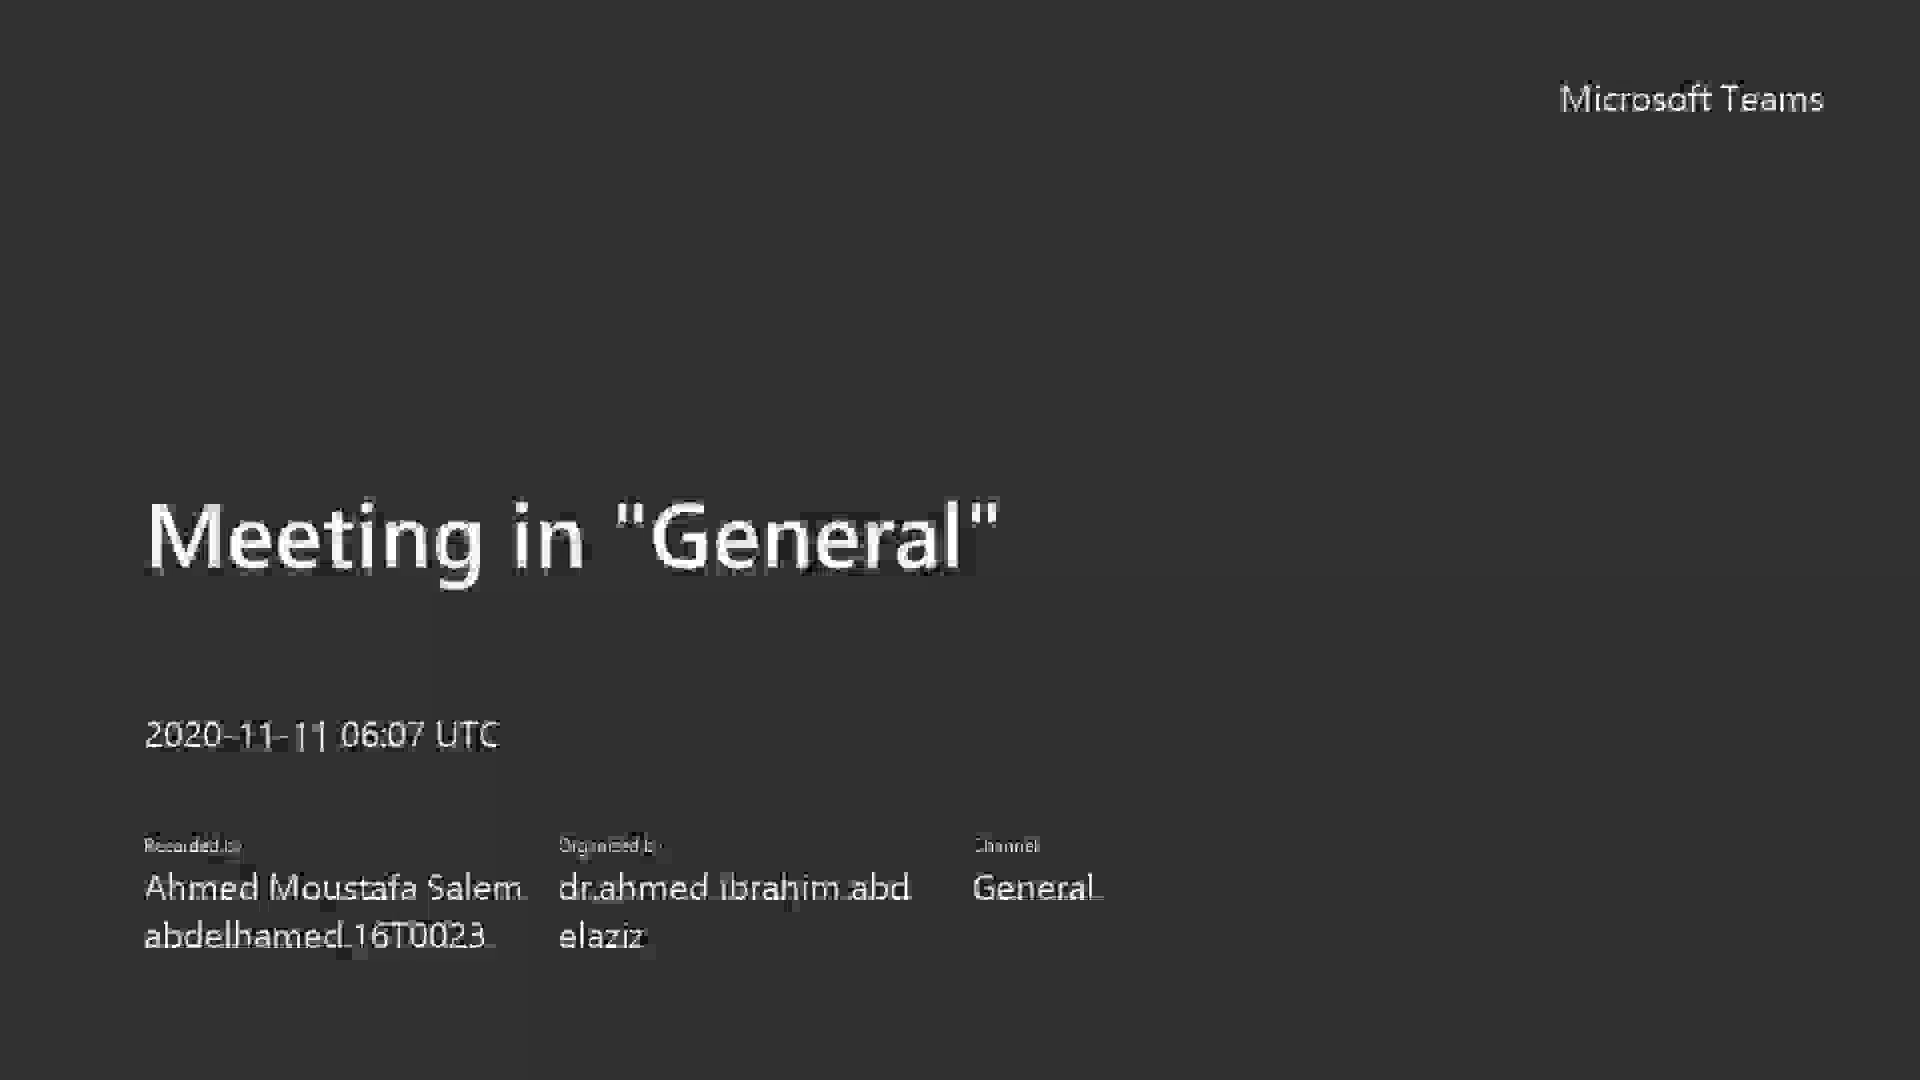 Microsoft Teams
Meeting in "General"
2020-11-11 06:07 UTC
Recorded by
Organized by
Channel
Ahmed Moustafa Salem
dr.ahmed ibrahim abd
General
abdelhamed 16T0023
elaziz